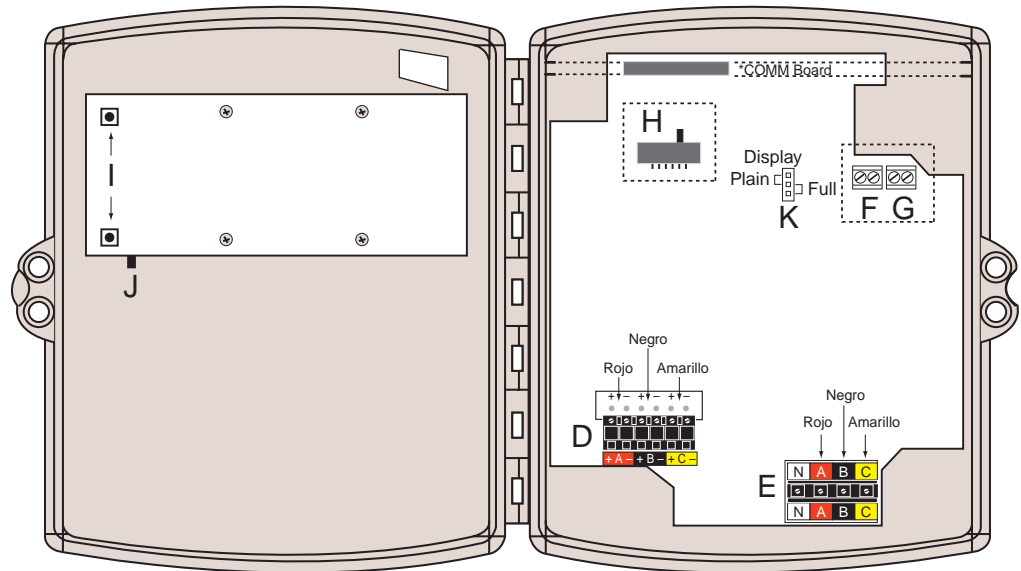 *COMM Board
H
Display
Plain
Full
K
F G
I
J
Negro
Rojo Amarillo
+ − + − + −
D
+ A − + B − + C −
Negro
Rojo Amarillo
N A B C
E
N A B C